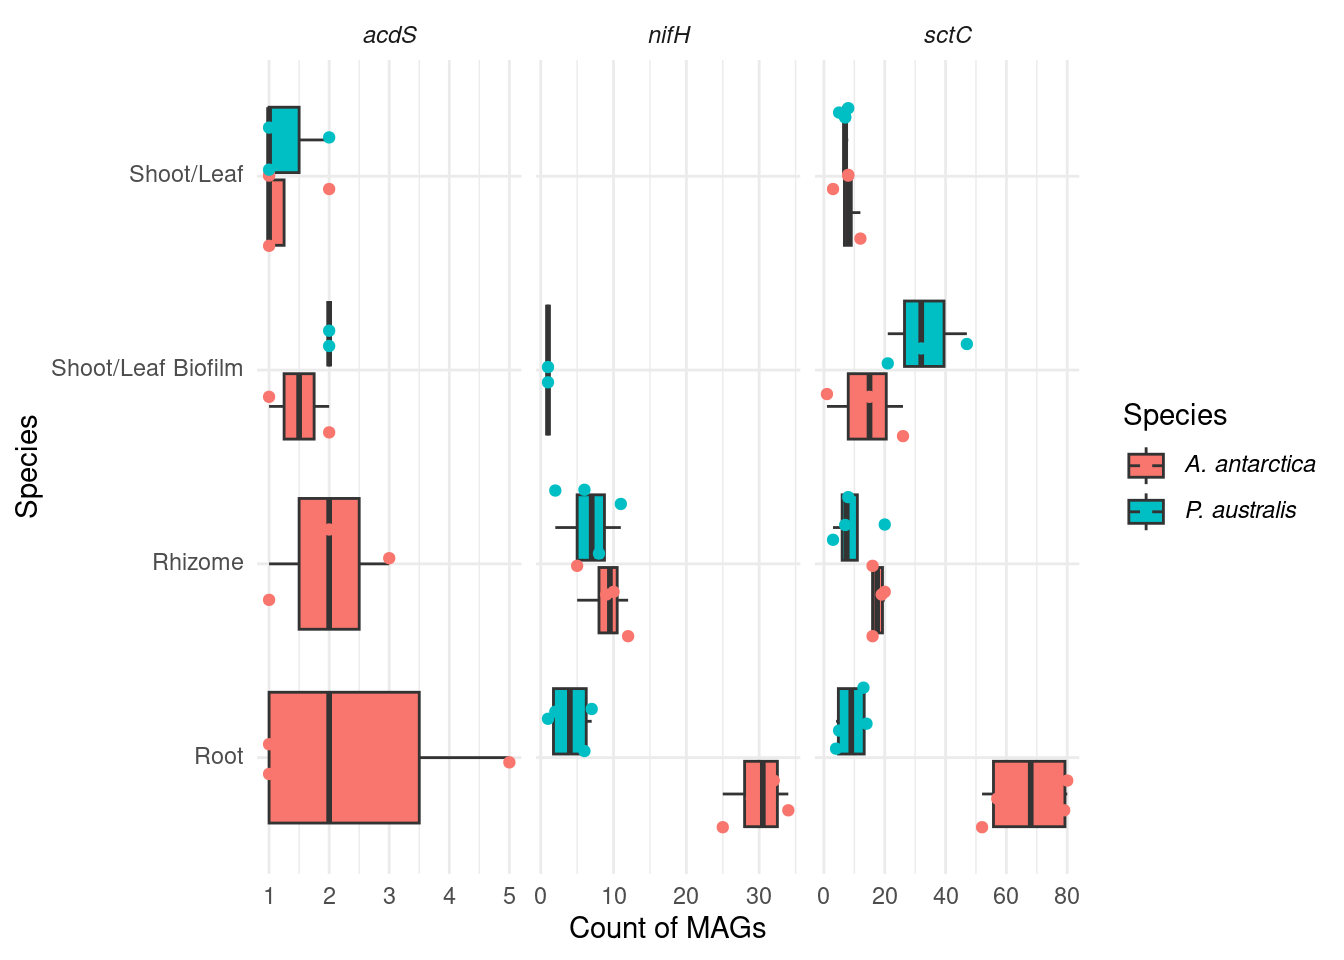 acdS nifH sctC
Shoot/Leaf
Shoot/Leaf Biofilm
Rhizome
Root
Species
1 2 3 4 5 0 10 20 30 0 20 40 60 80
Count of MAGs
Species
A. antarctica
P. australis